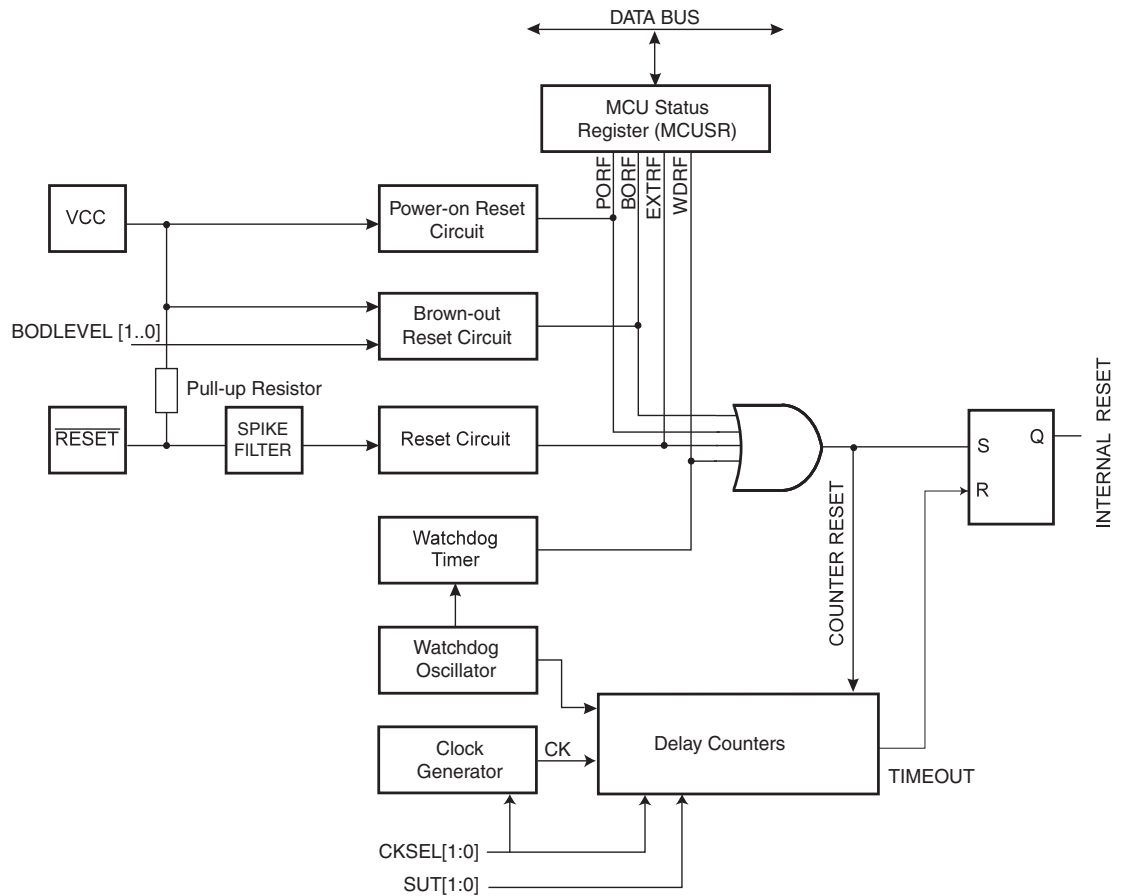 DATA BUS
MCU Status
Register (MCUSR)
PORF
BORF
EXTRF
WDRF
VCC
Power-on Reset
Circuit
Brown-out
Reset Circuit
BODLEVEL [1..0]
Pull-up Resistor
RESET
SPIKE
FILTER
Reset Circuit
S
Q
R
INTERNAL RESET
Watchdog
Timer
COUNTER RESET
Watchdog
Oscillator
Clock
Generator
CK
Delay Counters
TIMEOUT
CKSEL[1:0]
SUT[1:0]